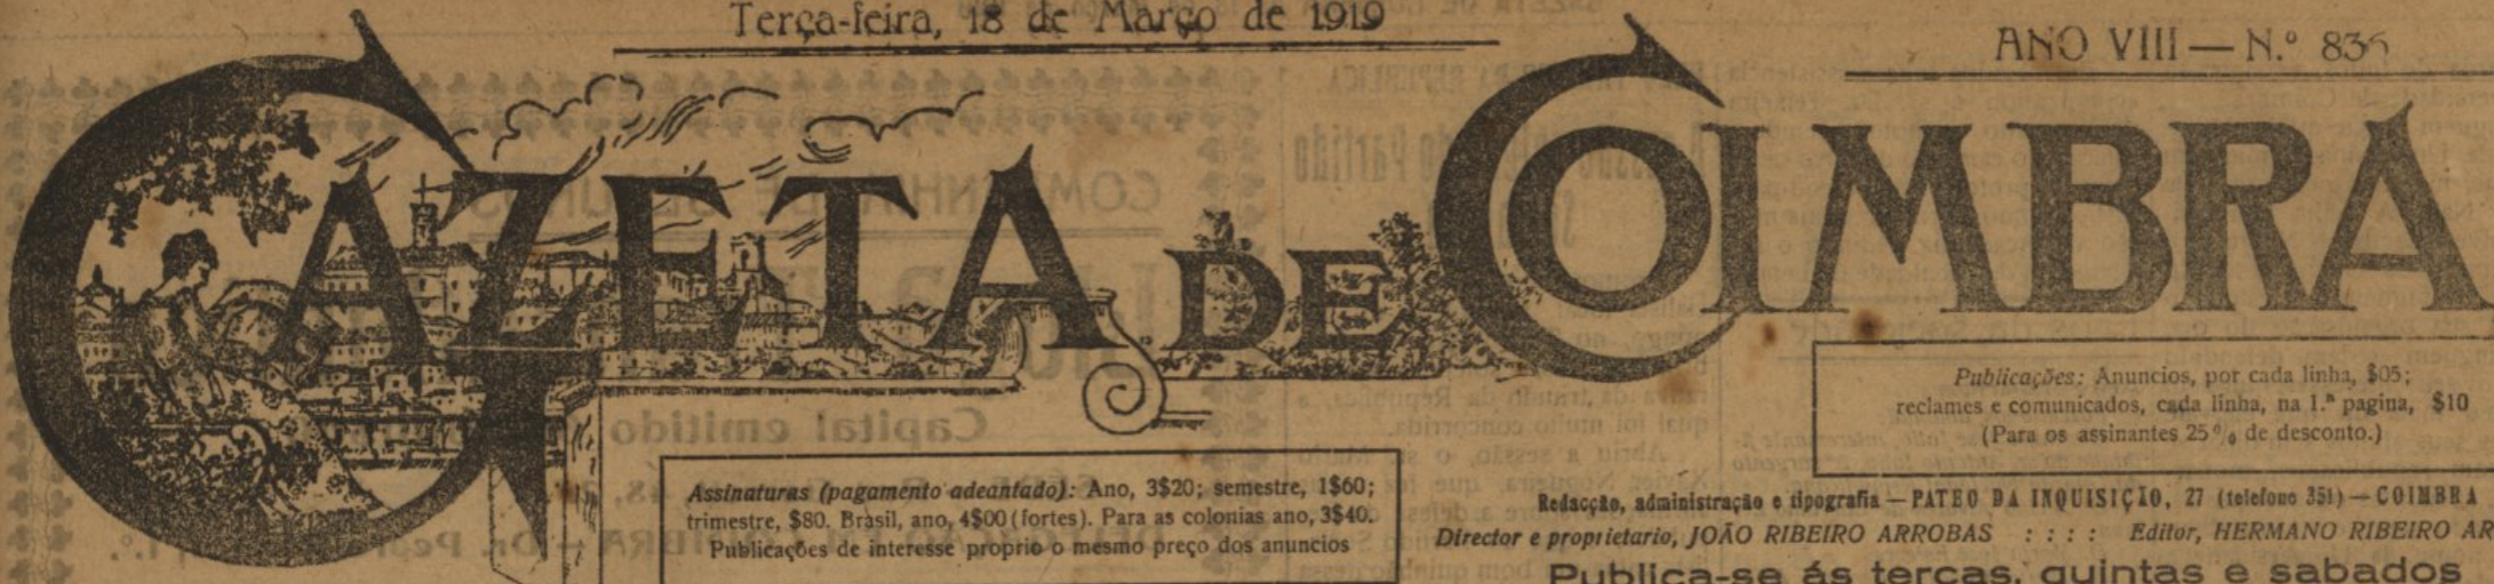 Terça-feira, 18 de Março de 1919
ANO VIII — N.º 836
GAZETA DE COIMBRA
Publicações: Anuncios, por cada linha, $05;
reclames e comunicados, cada linha, na 1.ª pagina, $10
(Para os assinantes 25% de desconto.)
Assinaturas (pagamento adeantado): Ano, 3$20; semestre, 1$60;
trimestre, $80. Brasil, ano, 4$00 (fortes). Para as colonias ano, 3$40.
Publicações de interesse proprio o mesmo preço dos anuncios
Redacção, administração e tipografia — PATEO DA INQUISIÇÃO, 27 (telefone 351) — COIMBRA
Director e proprietario, JOÃO RIBEIRO ARROBAS : : : : Editor, HERMANO RIBEIRO AR
Publica-se ás terças, quintas e sabados